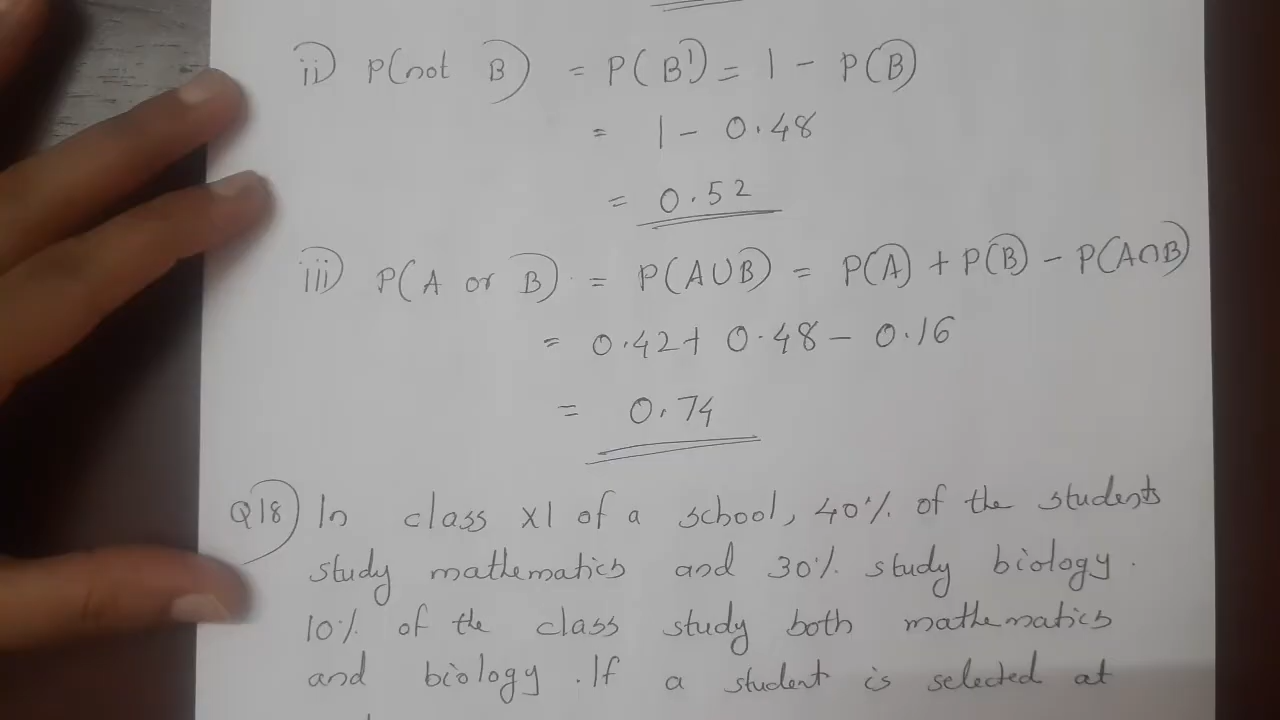 ii) P(not B) = P(B') = 1 - P(B)
= 1 - 0.48
= 0.52
iii) P(A or B) = P(A∪B) = P(A) + P(B) - P(A∩B)
= 0.42 + 0.48 - 0.16
= 0.74
Q18) In class XI of a school, 40% of the students
study mathematics and 30% study biology.
10% of the class study both mathematics
and biology. If a student is selected at